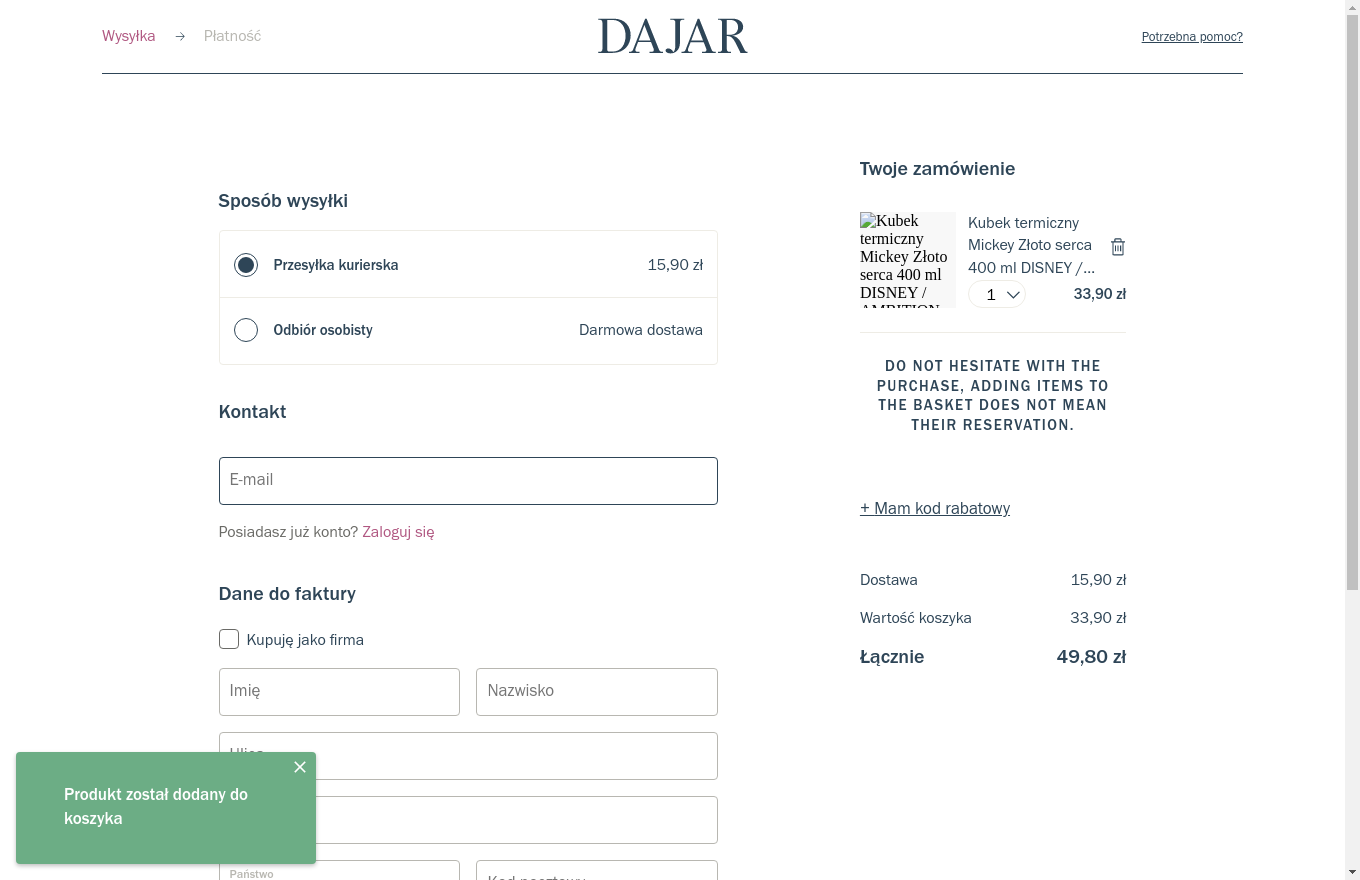 Wysyłka
Płatność
DAJAR
Potrzebna pomoc?
Sposób wysyłki
Przesyłka kurierska
15,90 zł
Odbiór osobisty
Darmowa dostawa
Kontakt
E-mail
Posiadasz już konto? Zaloguj się
Dane do faktury
Kupuję jako firma
Imię
Nazwisko
Państwo
Kod pocztowy
Produkt został dodany do
koszyka
Twoje zamówienie
Kubek
termiczny
Mickey Złoto
serca 400 ml
DISNEY /
AMBITION
Kubek termiczny
Mickey Złoto serca
400 ml DISNEY /...
1
33,90 zł
DO NOT HESITATE WITH THE
PURCHASE, ADDING ITEMS TO
THE BASKET DOES NOT MEAN
THEIR RESERVATION.
+ Mam kod rabatowy
Dostawa
15,90 zł
Wartość koszyka
33,90 zł
Łącznie
49,80 zł